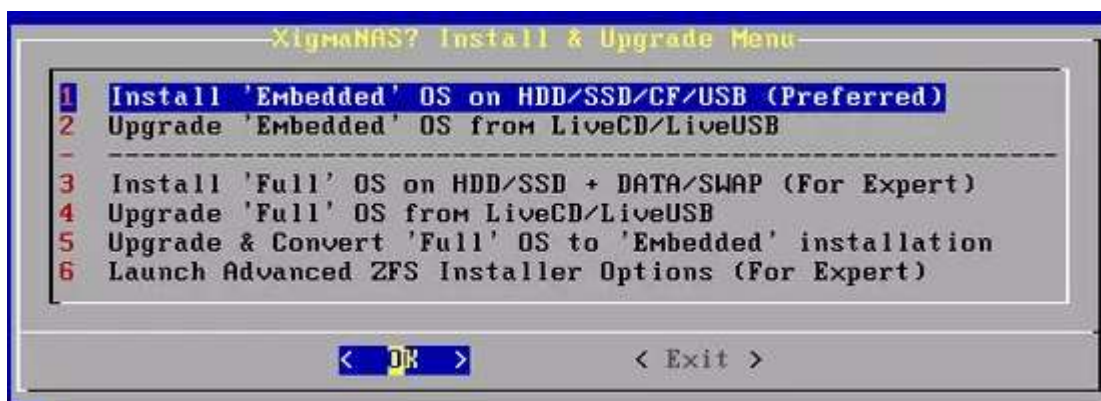 XigmaNAS? Install & Upgrade Menu
1 Install 'Embedded' OS on HDD/SSD/CF/USB (Preferred)
2 Upgrade 'Embedded' OS from LiveCD/LiveUSB
- ---------------------------------------------------------
3 Install 'Full' OS on HDD/SSD + DATA/SWAP (For Expert)
4 Upgrade 'Full' OS from LiveCD/LiveUSB
5 Upgrade & Convert 'Full' OS to 'Embedded' installation
6 Launch Advanced ZFS Installer Options (For Expert)
< OK > < Exit >